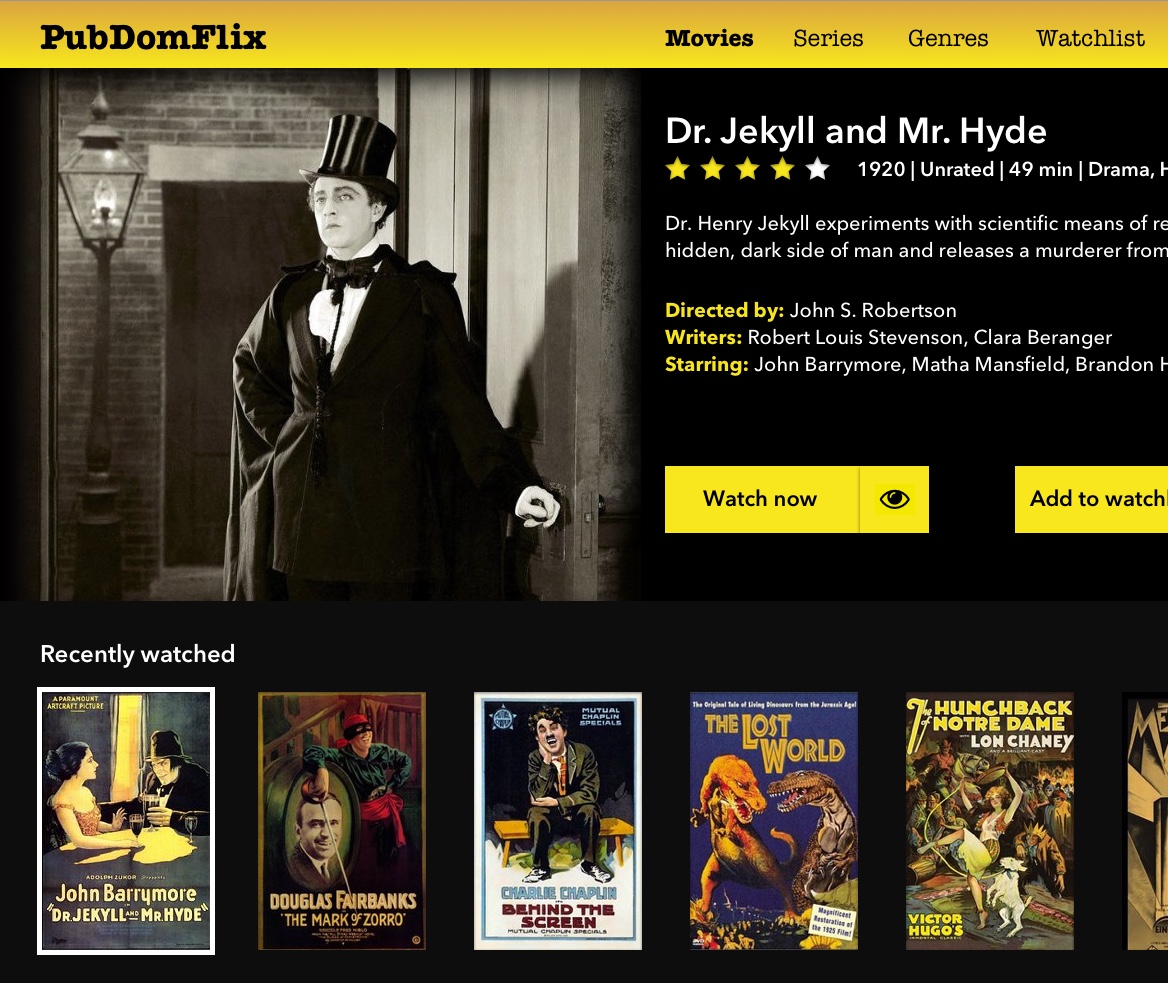 PubDomFlix
Movies Series Genres Watchlist
Dr. Jekyll and Mr. Hyde
1920 | Unrated | 49 min | Drama, H
Dr. Henry Jekyll experiments with scientific means of re
hidden, dark side of man and releases a murderer from
Directed by: John S. Robertson
Writers: Robert Louis Stevenson, Clara Beranger
Starring: John Barrymore, Matha Mansfield, Brandon H
Watch now
Add to watchl
Recently watched
A PARAMOUNT
ARTCRAFT PICTURE
ADOLPH ZUKOR Presents
John Barrymore
IN
"DR. JEKYLL AND MR. HYDE"
DOUGLAS FAIRBANKS
IN
"THE MARK OF ZORRO"
MUTUAL
CHAPLIN
SPECIALS
CHARLIE CHAPLIN
IN
BEHIND THE
SCREEN
MUTUAL CHAPLIN SPECIALS
The Original Tale of Living Dinosaurs from the Jurassic Age!
THE LOST
WORLD
Magnificent
Restoration of
the 1925 Film!
DVD
The HUNCHBACK
of NOTRE DAME
WITH LON CHANEY
AND A BRILLIANT CAST
VICTOR
HUGO'S
IMMORTAL CLASSIC
ME
EIN